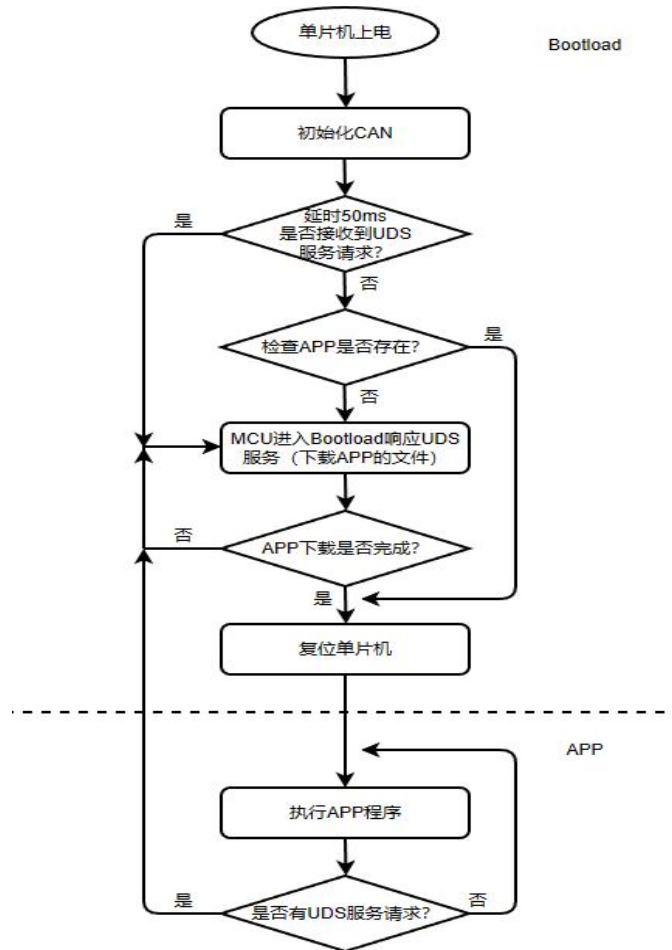 单片机上电
Bootload
初始化CAN
延时50ms
是否接收到UDS
服务请求?
是
否
检查APP是否存在?
是
否
MCU进入Bootload响应UDS
服务（下载APP的文件）
否
APP下载是否完成?
是
复位单片机
APP
执行APP程序
是
是否有UDS服务请求?
否